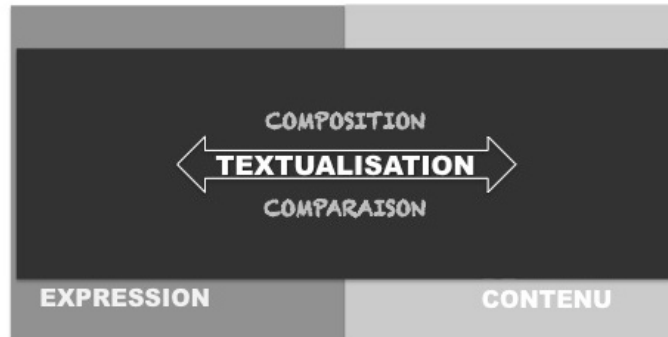 COMPOSITION
TEXTUALISATION
COMPARAISON
EXPRESSION
CONTENU